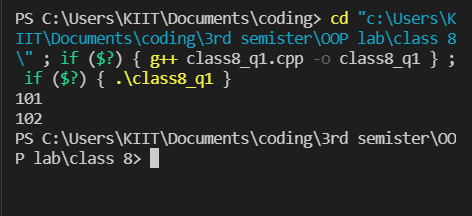 PS C:\Users\KIIT\Documents\coding> cd "c:\Users\K
IIT\Documents\coding\3rd semister\OOP lab\class 8
\" ; if ($?) { g++ class8_q1.cpp -o class8_q1 } ;
 if ($?) { .\class8_q1 }
101
102
PS C:\Users\KIIT\Documents\coding\3rd semister\OO
P lab\class 8>